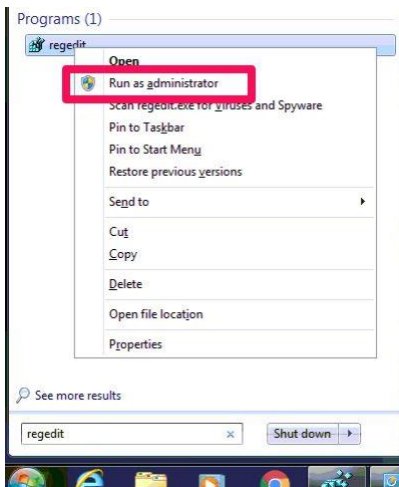 Programs (1)
regedit
Open
Run as administrator
Scan regedit.exe for Viruses and Spyware
Pin to Taskbar
Pin to Start Menu
Restore previous versions
Send to
Cut
Copy
Delete
Open file location
Properties
See more results
regedit
Shut down